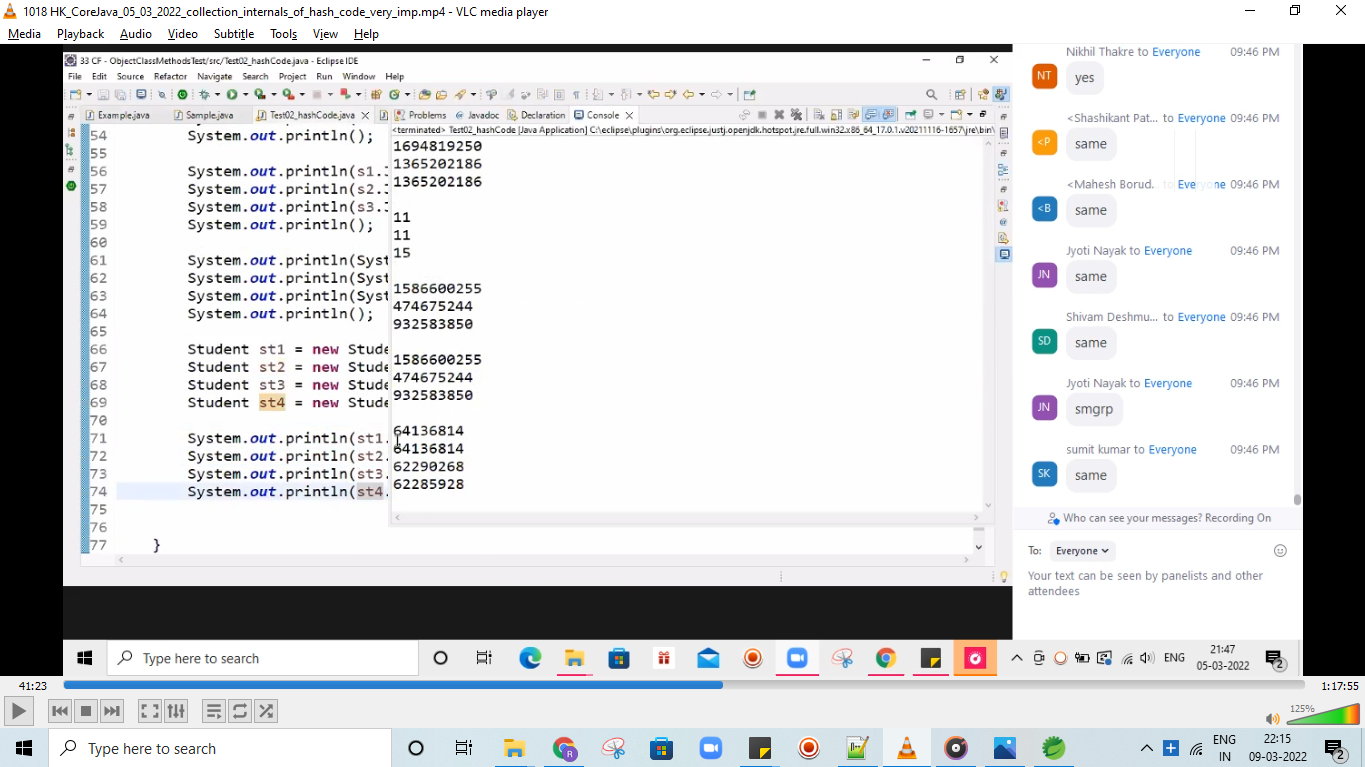 1018 HK_CoreJava_05_03_2022_collection_internals_of_hash_code_very_imp.mp4 - VLC media player
Media Playback Audio Video Subtitle Tools View Help
33 CF - ObjectClassMethodsTest/src/Test02_hashCode.java - Eclipse IDE
File Edit Source Refactor Navigate Search Project Run Window Help
Example.java Sample.java Test02_hashCode.java Problems Javadoc Declaration Console
<terminated> Test02_hashCode [Java Application] C:\eclipse\plugins\org.eclipse.justj.openjdk.hotspot.jre.full.win32.x86_64_17.0.1.v20211116-1657\jre\bin\
54 System.out.println();
55
56 System.out.println(s1.
57 System.out.println(s2.
58 System.out.println(s3.
59 System.out.println();
60
61 System.out.println(Syst
62 System.out.println(Syst
63 System.out.println(Syst
64 System.out.println();
65
66 Student st1 = new Stude
67 Student st2 = new Stude
68 Student st3 = new Stude
69 Student st4 = new Stude
70
71 System.out.println(st1.
72 System.out.println(st2.
73 System.out.println(st3.
74 System.out.println(st4.
75
76
77 }
1694819250
1365202186
1365202186
11
11
15
1586600255
474675244
932583850
1586600255
474675244
932583850
64136814
64136814
62290268
62285928
Nikhil Thakre to Everyone 09:46 PM
NT yes
<Shashikant Pat... to Everyone 09:46 PM
<P same
<Mahesh Borud... to Everyone 09:46 PM
<B same
Jyoti Nayak to Everyone 09:46 PM
JN same
Shivam Deshmu... to Everyone 09:46 PM
SD same
Jyoti Nayak to Everyone 09:46 PM
JN smgrp
sumit kumar to Everyone 09:46 PM
SK same
Who can see your messages? Recording On
To: Everyone
Your text can be seen by panelists and other
attendees
Type here to search
ENG
21:47
05-03-2022
2
41:23
1:17:55
125%
Type here to search
R
ENG
IN
22:15
09-03-2022
2